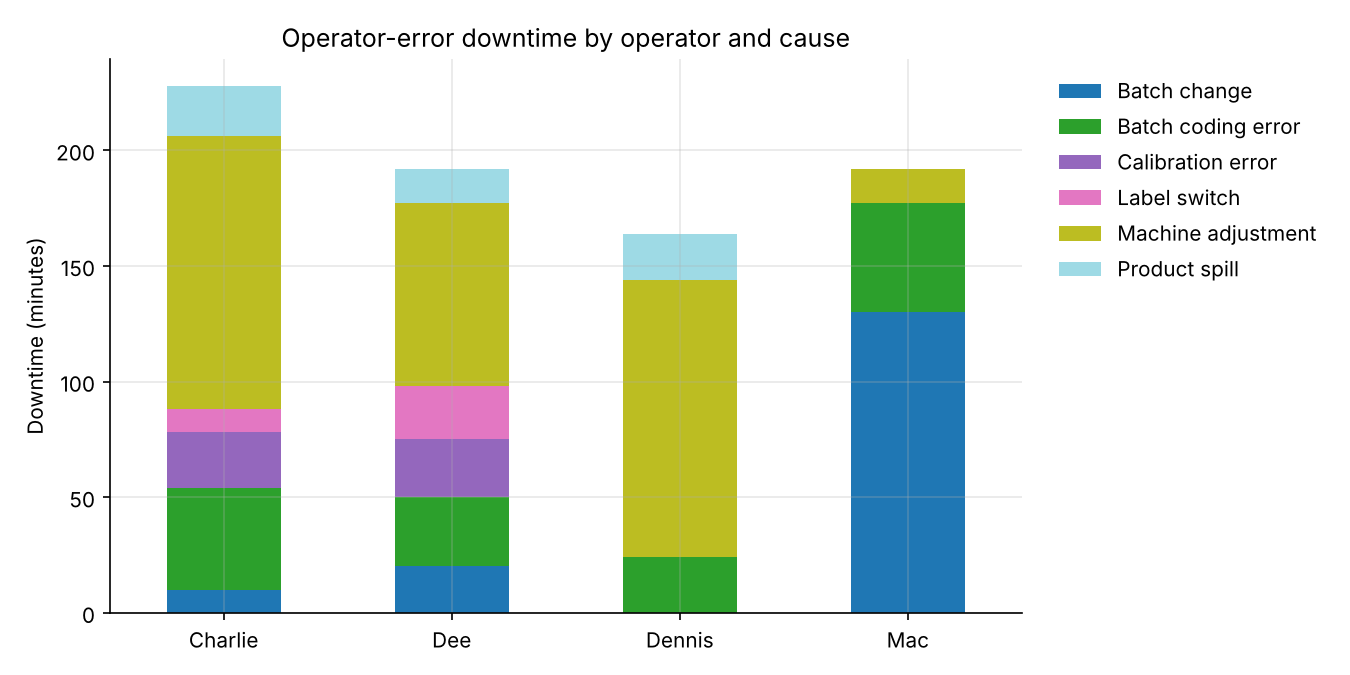 Operator-error downtime by operator and cause
Downtime (minutes)
200
150
100
50
0
Charlie
Dee
Dennis
Mac
Batch change
Batch coding error
Calibration error
Label switch
Machine adjustment
Product spill